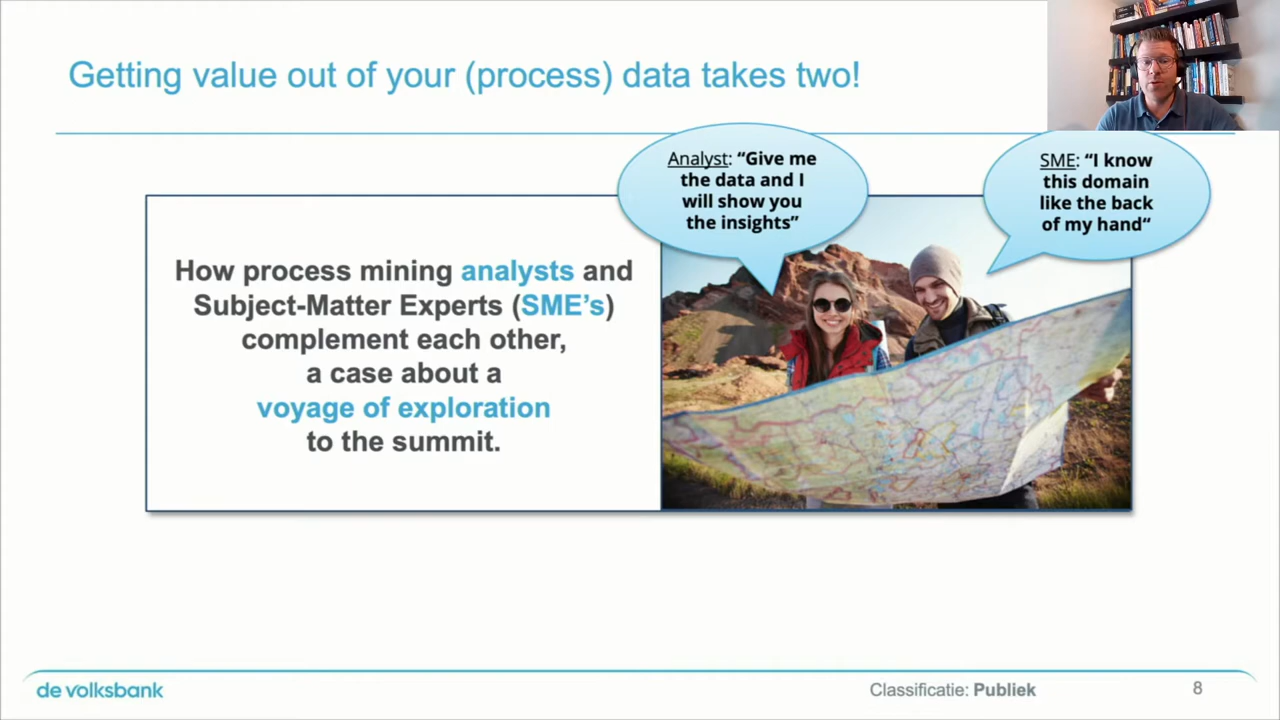 Getting value out of your (process) data takes two!
Analyst: “Give me
the data and I
will show you
the insights”
SME: “I know
this domain
like the back
of my hand“
How process mining analysts and
Subject-Matter Experts (SME’s)
complement each other,
a case about a
voyage of exploration
to the summit.
de volksbank
Classificatie: Publiek
8